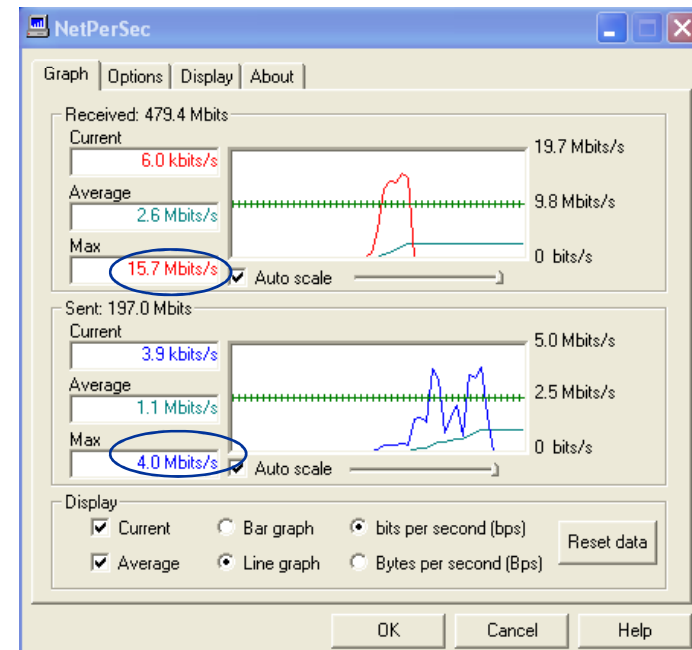 NetPerSec
Graph Options Display About
Received: 479.4 Mbits
Current
6.0 kbits/s
Average
2.6 Mbits/s
Max
15.7 Mbits/s
19.7 Mbits/s
9.8 Mbits/s
0 bits/s
Auto scale
Sent: 197.0 Mbits
Current
3.9 kbits/s
Average
1.1 Mbits/s
Max
4.0 Mbits/s
5.0 Mbits/s
2.5 Mbits/s
0 bits/s
Auto scale
Display
Current Bar graph bits per second (bps)
Average Line graph Bytes per second (Bps)
Reset data
OK Cancel Help